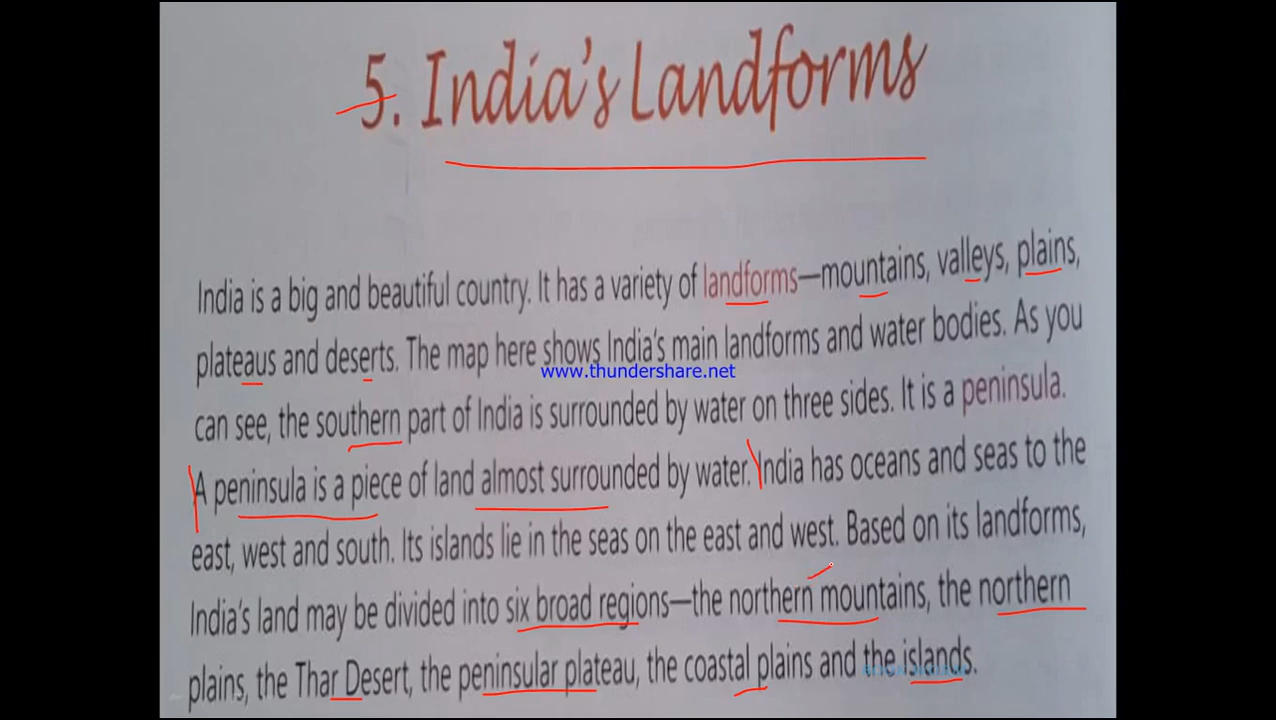 5. India's Landforms
India is a big and beautiful country. It has a variety of landforms—mountains, valleys, plains,
plateaus and deserts. The map here shows India's main landforms and water bodies. As you
www.thundershare.net
can see, the southern part of India is surrounded by water on three sides. It is a peninsula.
A peninsula is a piece of land almost surrounded by water. India has oceans and seas to the
east, west and south. Its islands lie in the seas on the east and west. Based on its landforms,
India's land may be divided into six broad regions—the northern mountains, the northern
plains, the Thar Desert, the peninsular plateau, the coastal plains and the islands.